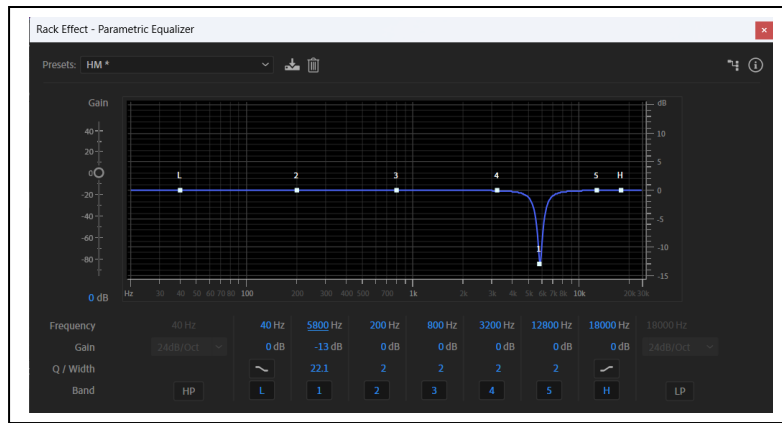 Rack Effect - Parametric Equalizer
Presets: HM *
Gain
dB
40
20
0
-20
-40
-60
-80
0 dB
L 2 3 4 5 H
1
10
5
0
-5
-10
-15
Hz 30 40 50 60 70 80 100 200 300 400 500 700 1k 2k 3k 4k 5k 6k 7k 8k 10k 20k 30k
Frequency 40 Hz 40 Hz 5800 Hz 200 Hz 800 Hz 3200 Hz 12800 Hz 18000 Hz 18000 Hz
Gain 24dB/Oct 0 dB -13 dB 0 dB 0 dB 0 dB 0 dB 0 dB 24dB/Oct
Q / Width 22.1 2 2 2 2
Band HP L 1 2 3 4 5 H LP